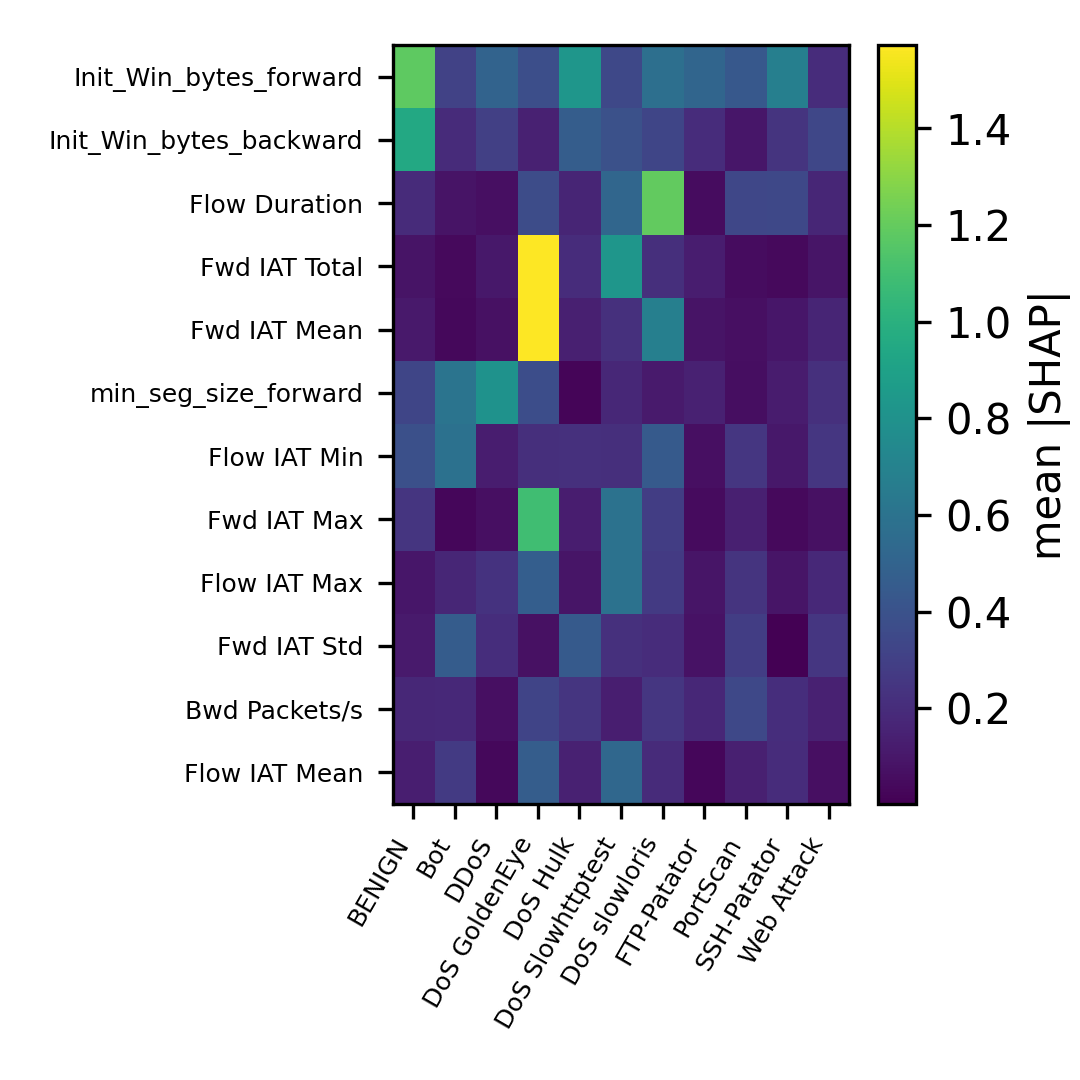 Init_Win_bytes_forward
Init_Win_bytes_backward
Flow Duration
Fwd IAT Total
Fwd IAT Mean
min_seg_size_forward
Flow IAT Min
Fwd IAT Max
Flow IAT Max
Fwd IAT Std
Bwd Packets/s
Flow IAT Mean
BENIGN
Bot
DDoS
DoS GoldenEye
DoS Hulk
DoS Slowhttptest
DoS slowloris
FTP-Patator
PortScan
SSH-Patator
Web Attack
1.4
1.2
1.0
0.8
0.6
0.4
0.2
mean |SHAP|